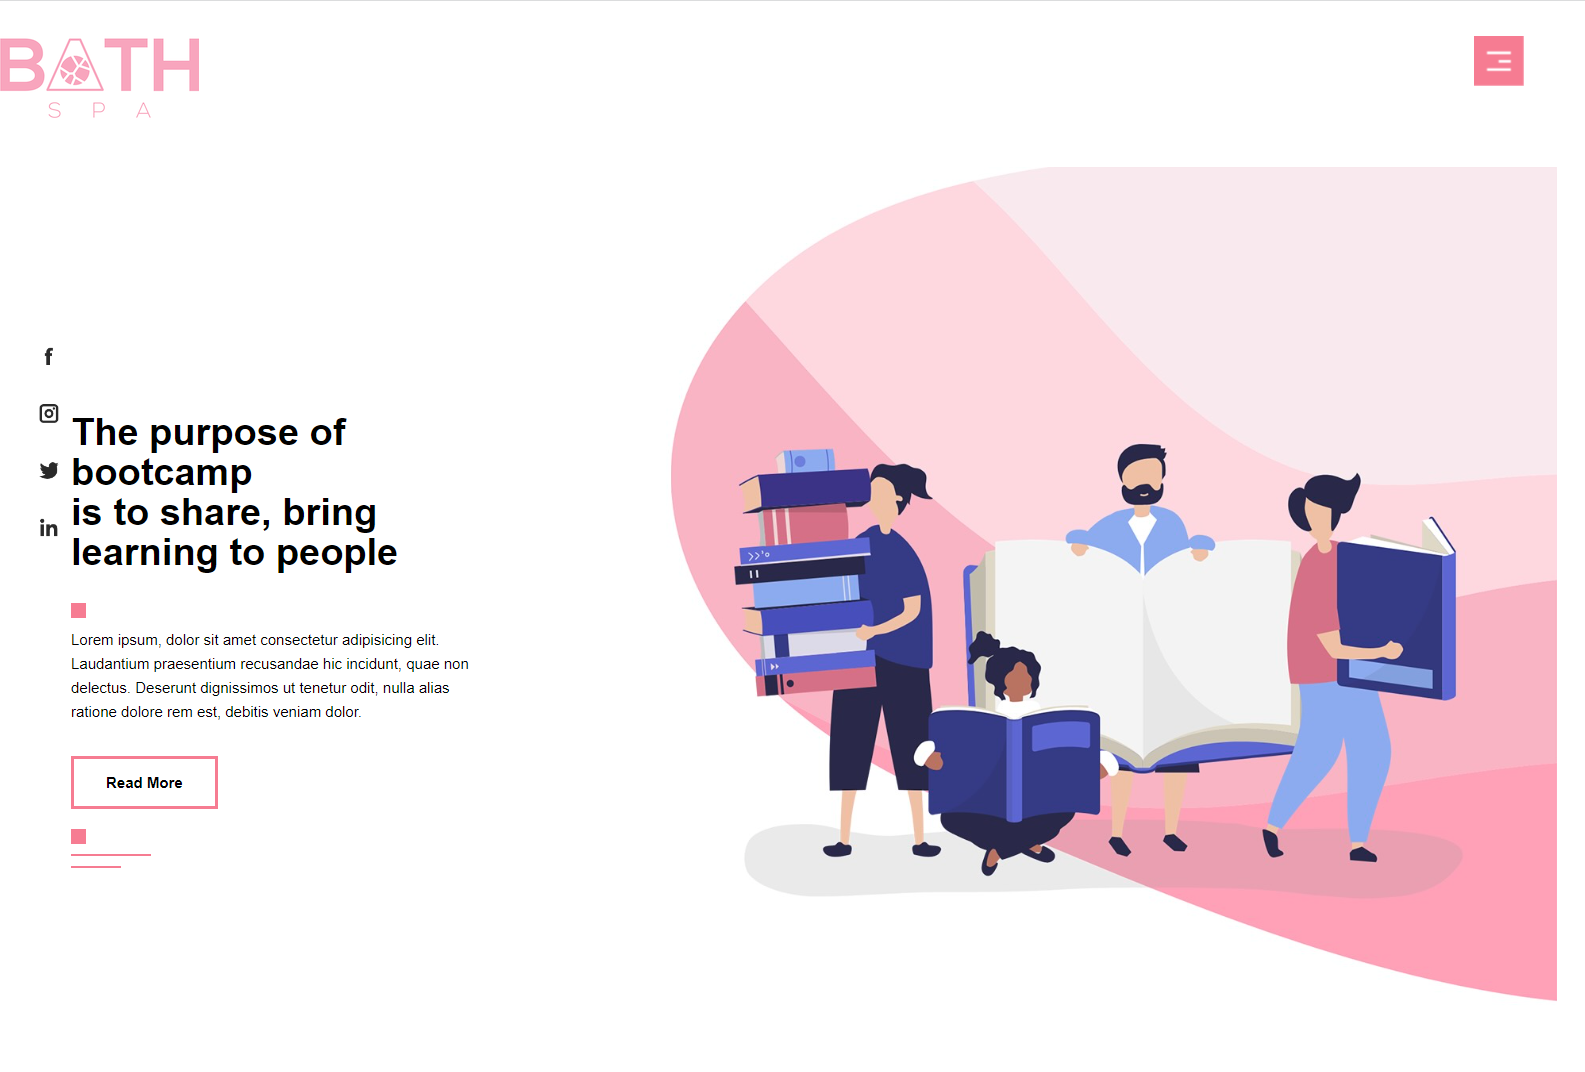 BATH
SPA
The purpose of
bootcamp
is to share, bring
learning to people
Lorem ipsum, dolor sit amet consectetur adipisicing elit.
Laudantium praesentium recusandae hic incidunt, quae non
delectus. Deserunt dignissimos ut tenetur odit, nulla alias
ratione dolore rem est, debitis veniam dolor.
Read More